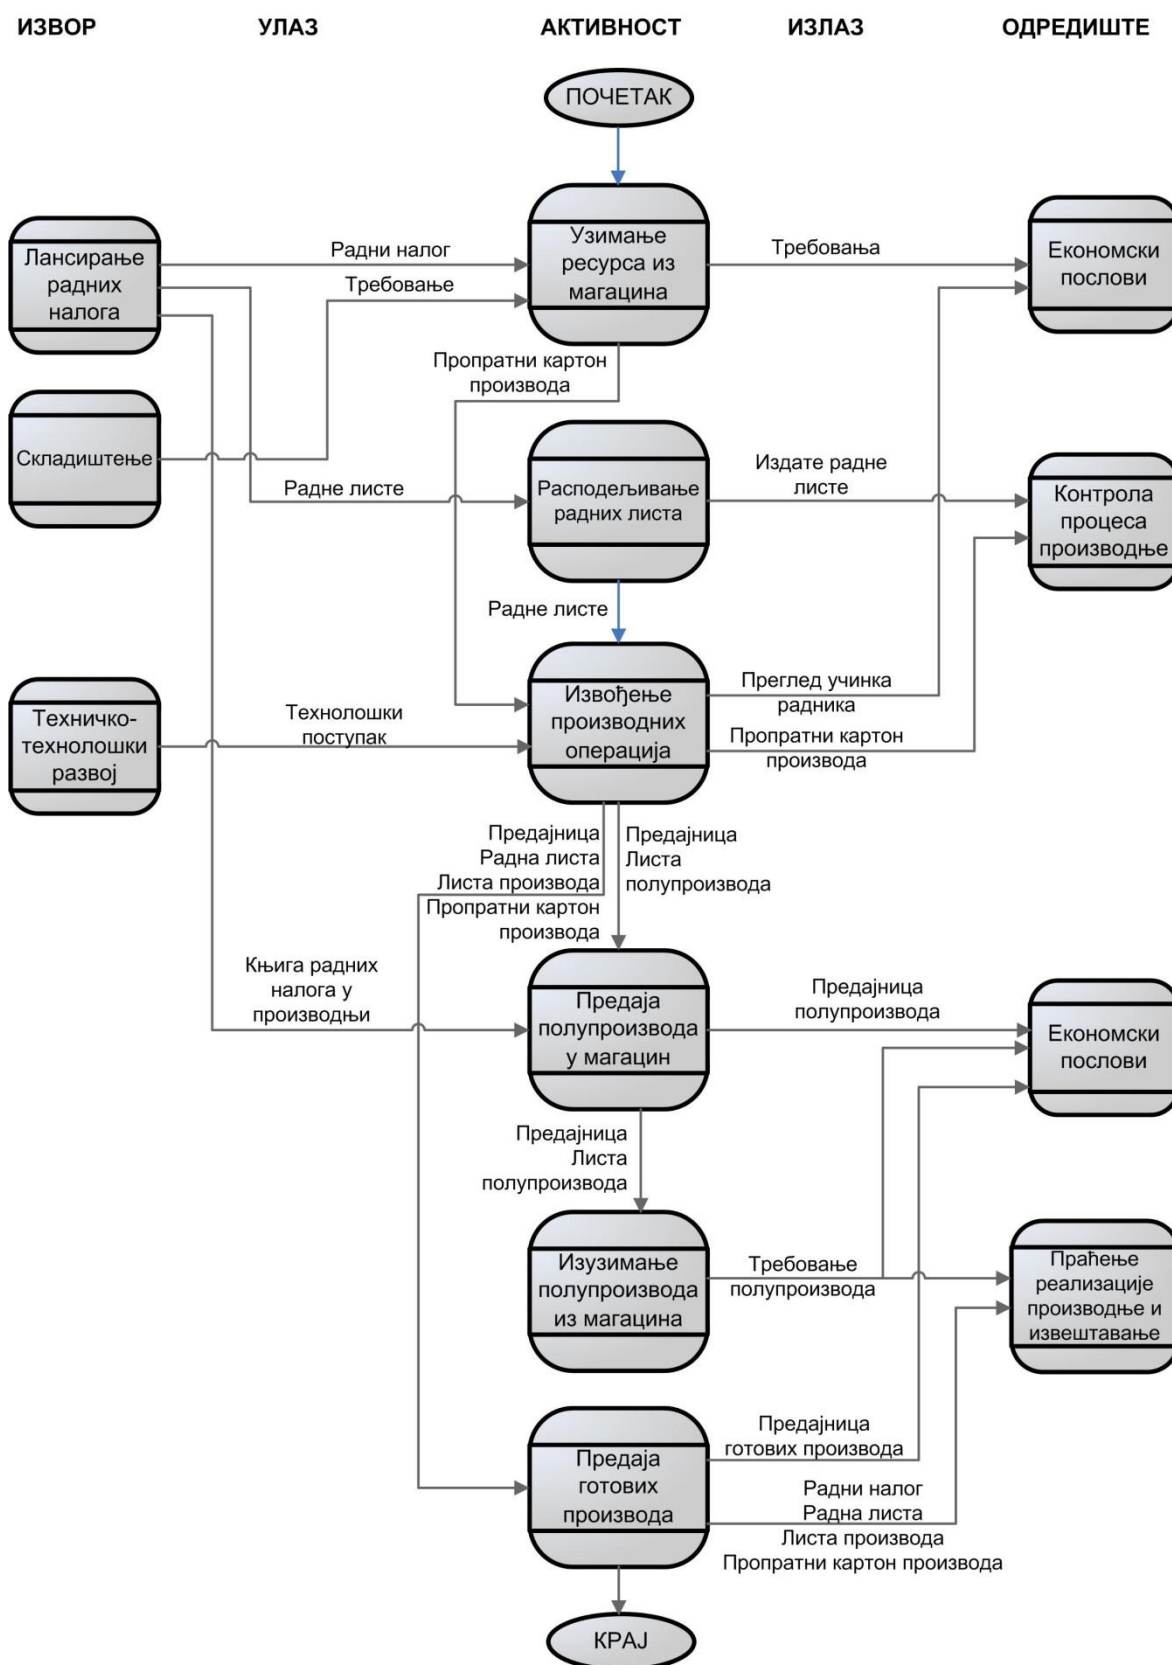 ИЗВОР УЛАЗ АКТИВНОСТ ИЗЛАЗ ОДРЕДИШТЕ
ПОЧЕТАК
Лансирање
радних
налога
Радни налог
Требовање
Узимање
ресурса из
магацина
Требовања
Економски
послови
Пропратни картон
производа
Складиштење
Радне листе
Расподељивање
радних листа
Издате радне
листе
Контрола
процеса
производње
Радне листе
Техничко-
технолошки
развој
Технолошки
поступак
Извођење
производних
операција
Преглед учинка
радника
Пропратни картон
производа
Предајница
Радна листа
Листа производа
Пропратни картон
производа
Предајница
Листа
полупроизвода
Књига радних
налога у
производњи
Предаја
полупроизвода
у магацин
Предајница
полупроизвода
Економски
послови
Предајница
Листа
полупроизвода
Изузимање
полупроизвода
из магацина
Требовање
полупроизвода
Праћење
реализације
производње и
извештавање
Предаја
готових
производа
Предајница
готових производа
Радни налог
Радна листа
Листа производа
Пропратни картон производа
КРАЈ